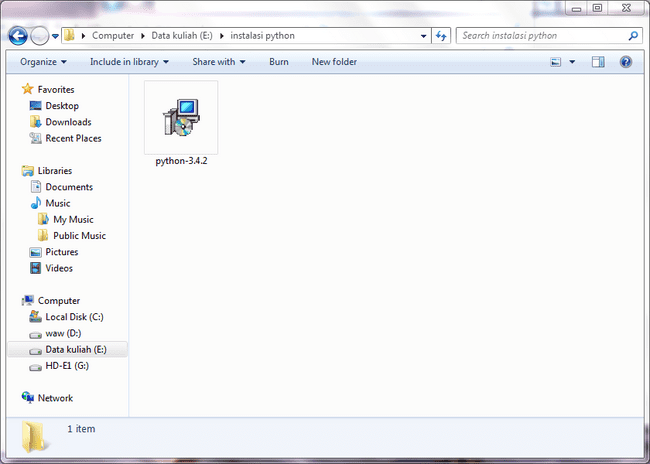 Computer Data kuliah (E:) instalasi python
Search instalasi python
Organize Include in library Share with Burn New folder
Favorites
Desktop
Downloads
Recent Places
Libraries
Documents
Music
My Music
Public Music
Pictures
Videos
Computer
Local Disk (C:)
waw (D:)
Data kuliah (E:)
HD-E1 (G:)
Network
python-3.4.2
1 item